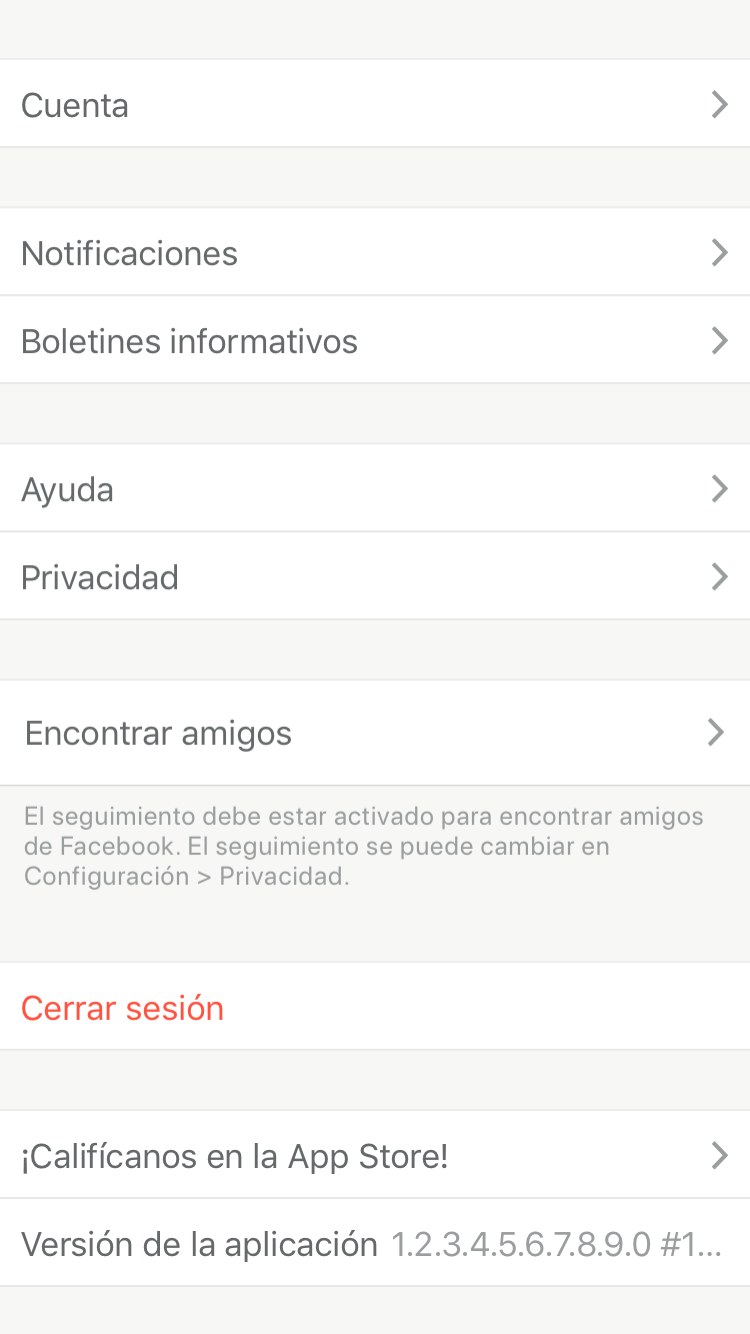 Cuenta
Notificaciones
Boletines informativos
Ayuda
Privacidad
Encontrar amigos
El seguimiento debe estar activado para encontrar amigos
de Facebook. El seguimiento se puede cambiar en
Configuración > Privacidad.
Cerrar sesión
¡Califícanos en la App Store!
Versión de la aplicación 1.2.3.4.5.6.7.8.9.0 #1...